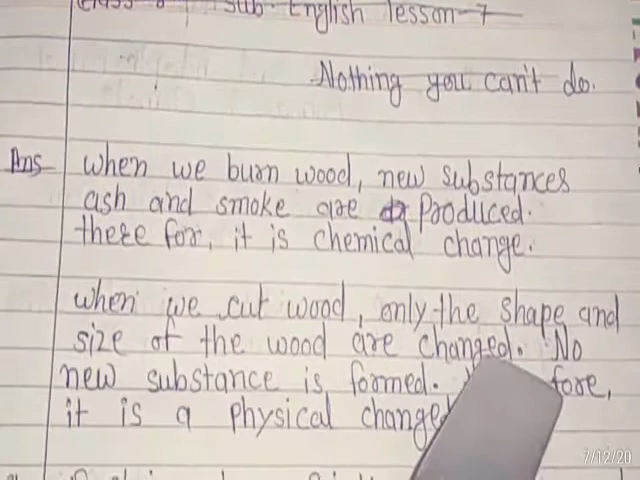 Sub. English lesson-7
Nothing you can't do.
Ans when we burn wood, new substances
ash and smoke are produced.
there for, it is chemical change.
when we cut wood, only the shape and
size of the wood are changed. No
new substance is formed. fore,
it is a physical change
7/12/20